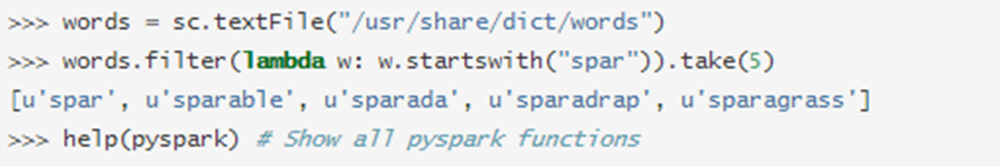 >>> words = sc.textFile("/usr/share/dict/words")
>>> words.filter(lambda w: w.startswith("spar")).take(5)
[u'spar', u'sparable', u'sparada', u'sparadrap', u'sparagrass']
>>> help(pyspark) # Show all pyspark functions